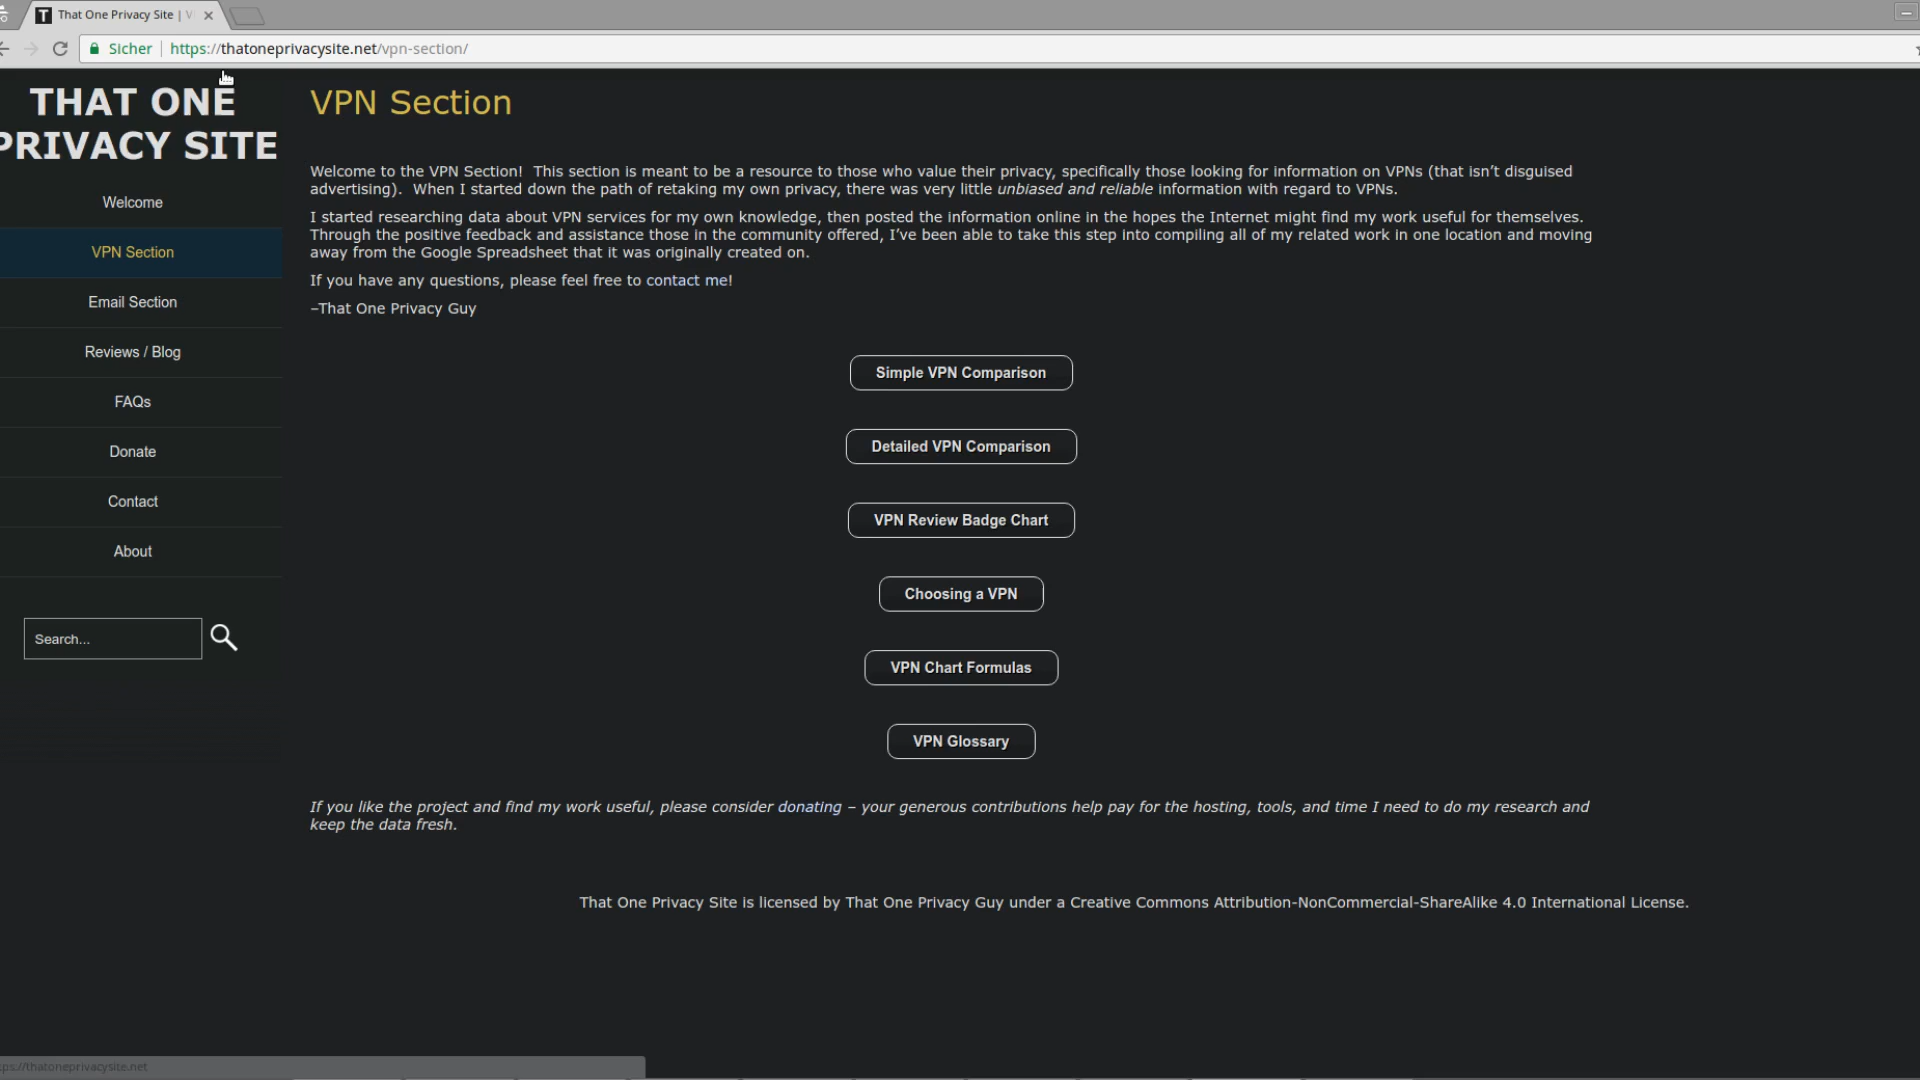 That One Privacy Site | V
Sicher
https://thatoneprivacysite.net/vpn-section/
THAT ONE
PRIVACY SITE
Welcome
VPN Section
Email Section
Reviews / Blog
FAQs
Donate
Contact
About
Search...
VPN Section
Welcome to the VPN Section!  This section is meant to be a resource to those who value their privacy, specifically those looking for information on VPNs (that isn't disguised
advertising).  When I started down the path of retaking my own privacy, there was very little unbiased and reliable information with regard to VPNs.
I started researching data about VPN services for my own knowledge, then posted the information online in the hopes the Internet might find my work useful for themselves.
Through the positive feedback and assistance those in the community offered, I've been able to take this step into compiling all of my related work in one location and moving
away from the Google Spreadsheet that it was originally created on.
If you have any questions, please feel free to contact me!
–That One Privacy Guy
Simple VPN Comparison
Detailed VPN Comparison
VPN Review Badge Chart
Choosing a VPN
VPN Chart Formulas
VPN Glossary
If you like the project and find my work useful, please consider donating – your generous contributions help pay for the hosting, tools, and time I need to do my research and
keep the data fresh.
That One Privacy Site is licensed by That One Privacy Guy under a Creative Commons Attribution-NonCommercial-ShareAlike 4.0 International License.
ps://thatoneprivacysite.net